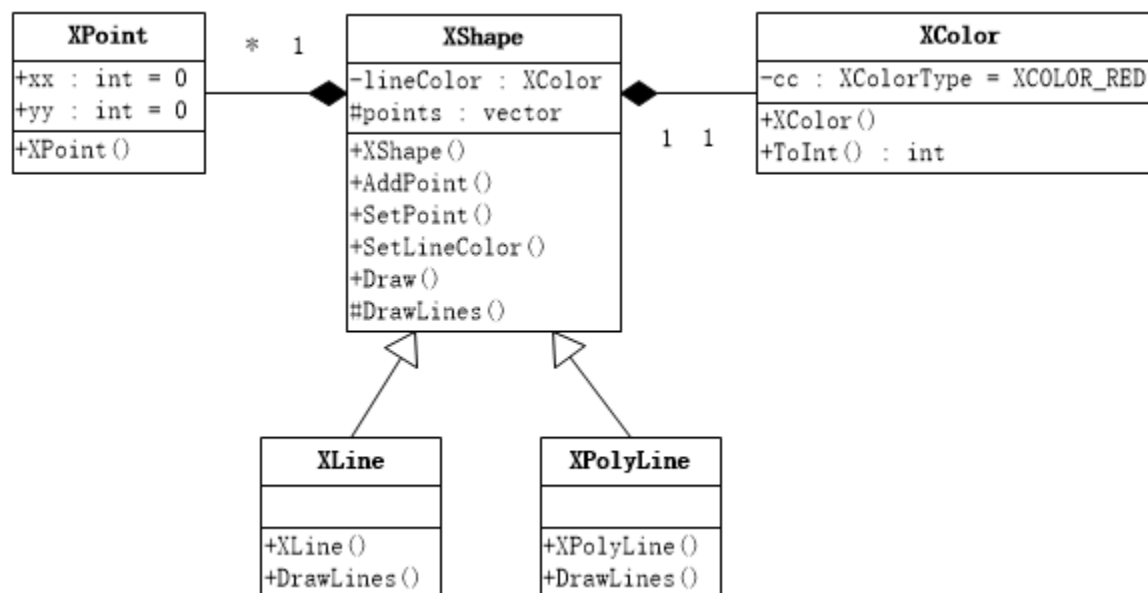 XPoint
+xx : int = 0
+yy : int = 0
+XPoint()
* 1
XShape
-lineColor : XColor
#points : vector
+XShape()
+AddPoint()
+SetPoint()
+SetLineColor()
+Draw()
#DrawLines()
1 1
XColor
-cc : XColorType = XCOLOR_RED
+XColor()
+ToInt() : int
XLine
+XLine()
+DrawLines()
XPolyLine
+XPolyLine()
+DrawLines()